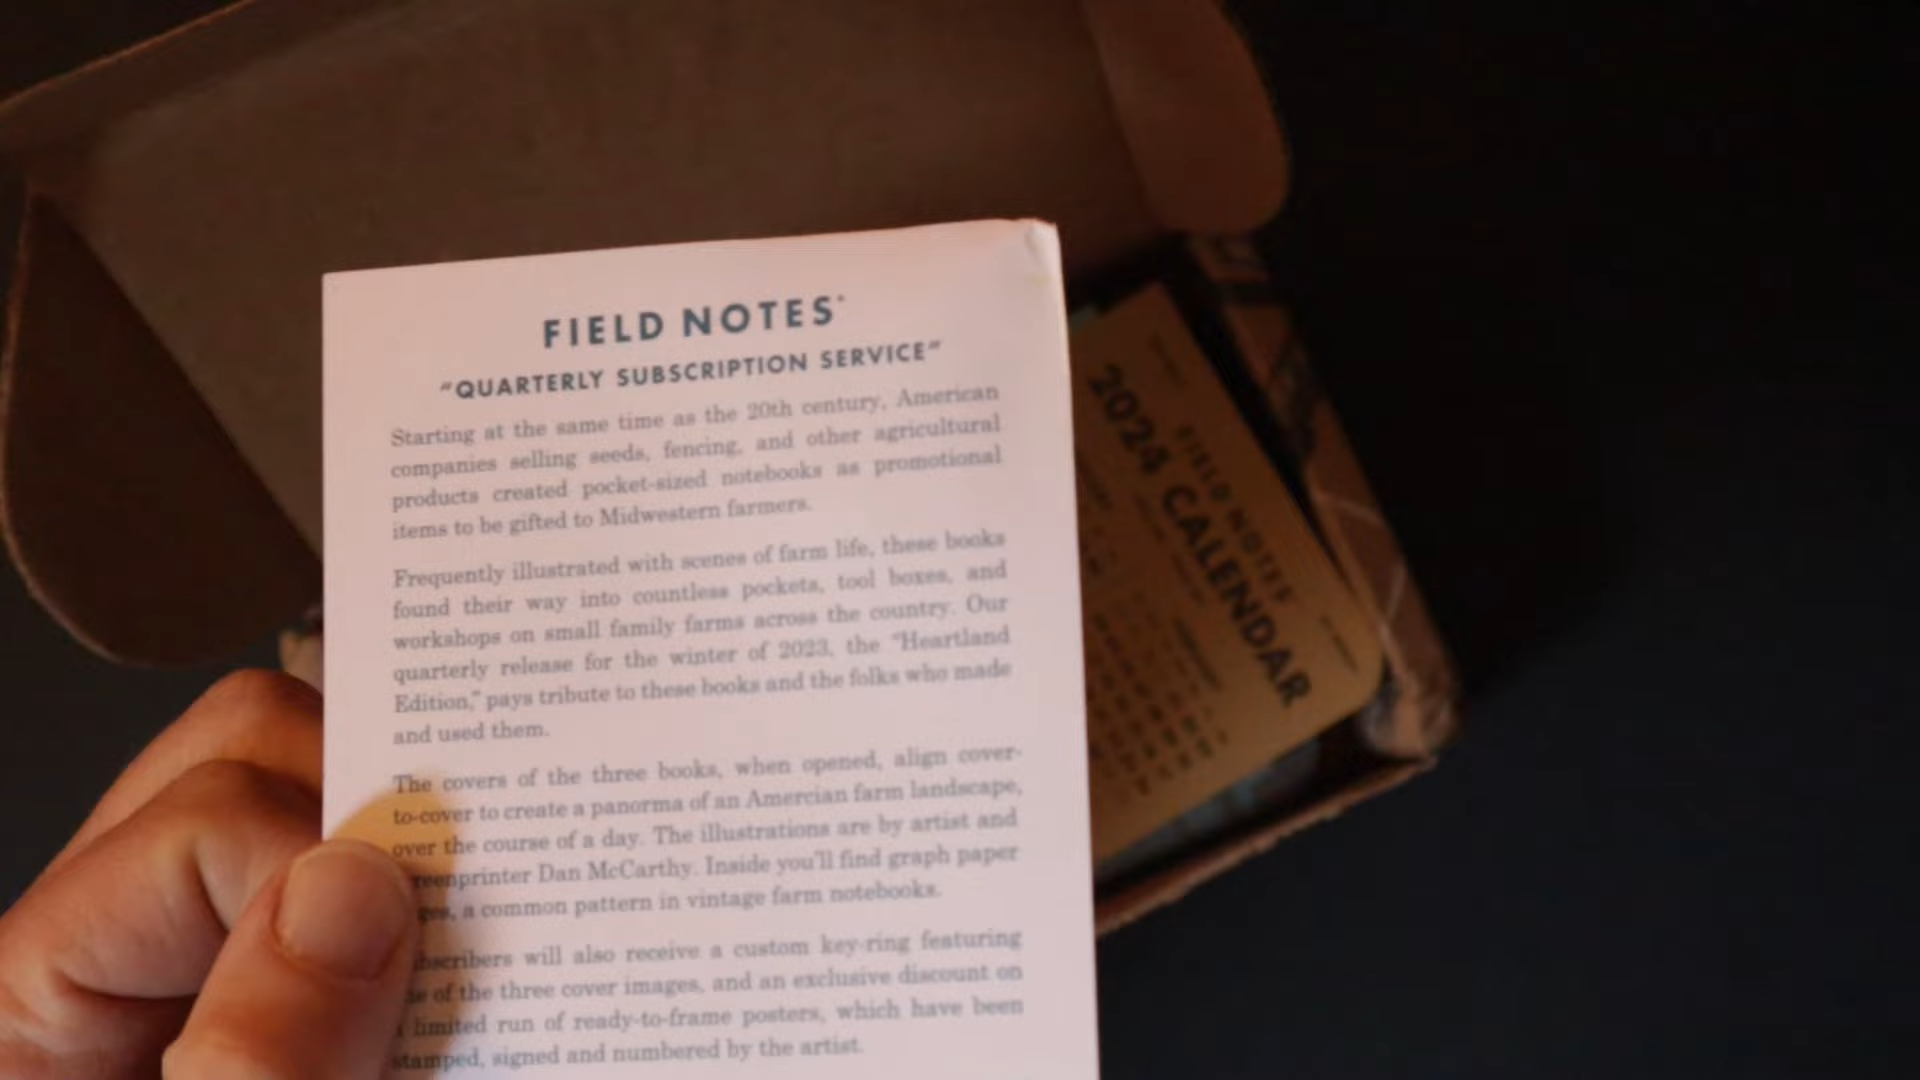 FIELD NOTES
"QUARTERLY SUBSCRIPTION SERVICE"
Starting at the same time as the 20th century, American
companies selling seeds, fencing, and other agricultural
products created pocket-sized notebooks as promotional
items to be gifted to Midwestern farmers.
Frequently illustrated with scenes of farm life, these books
found their way into countless pockets, tool boxes, and
workshops on small family farms across the country. Our
quarterly release for the winter of 2023, the "Heartland
Edition," pays tribute to these books and the folks who made
and used them.
The covers of the three books, when opened, align cover-
to-cover to create a panorma of an Amercian farm landscape,
over the course of a day. The illustrations are by artist and
reenprinter Dan McCarthy. Inside you'll find graph paper
ges, a common pattern in vintage farm notebooks.
bscribers will also receive a custom key-ring featuring
of the three cover images, and an exclusive discount on
limited run of ready-to-frame posters, which have been
stamped, signed and numbered by the artist.
FIELD NOTES
2024 CALENDAR